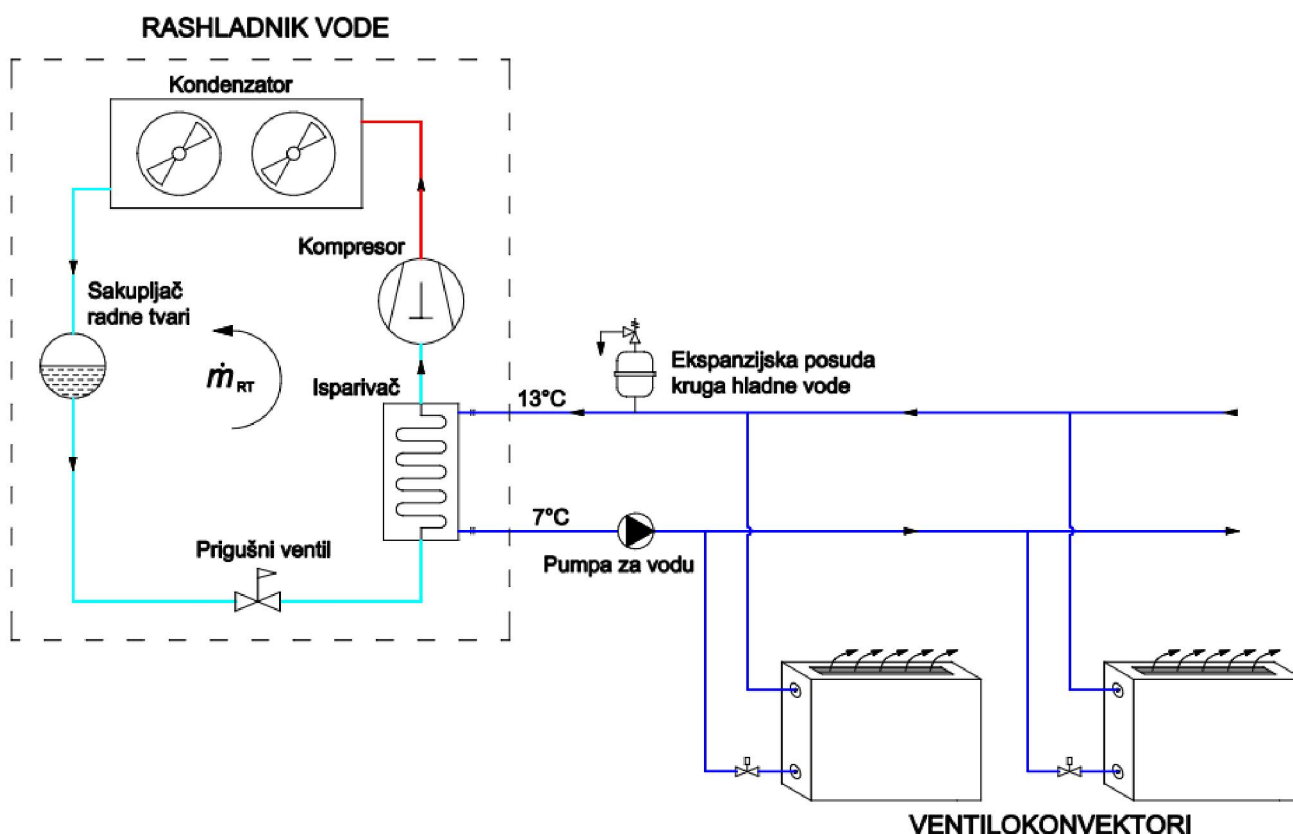 RASHLADNIK VODE
Kondenzator
Kompresor
Sakupljač
radne tvari
ṁRT
Isparivač
Prigušni ventil
Ekspanzijska posuda
kruga hladne vode
13°C
7°C
Pumpa za vodu
VENTILOKONVEKTORI